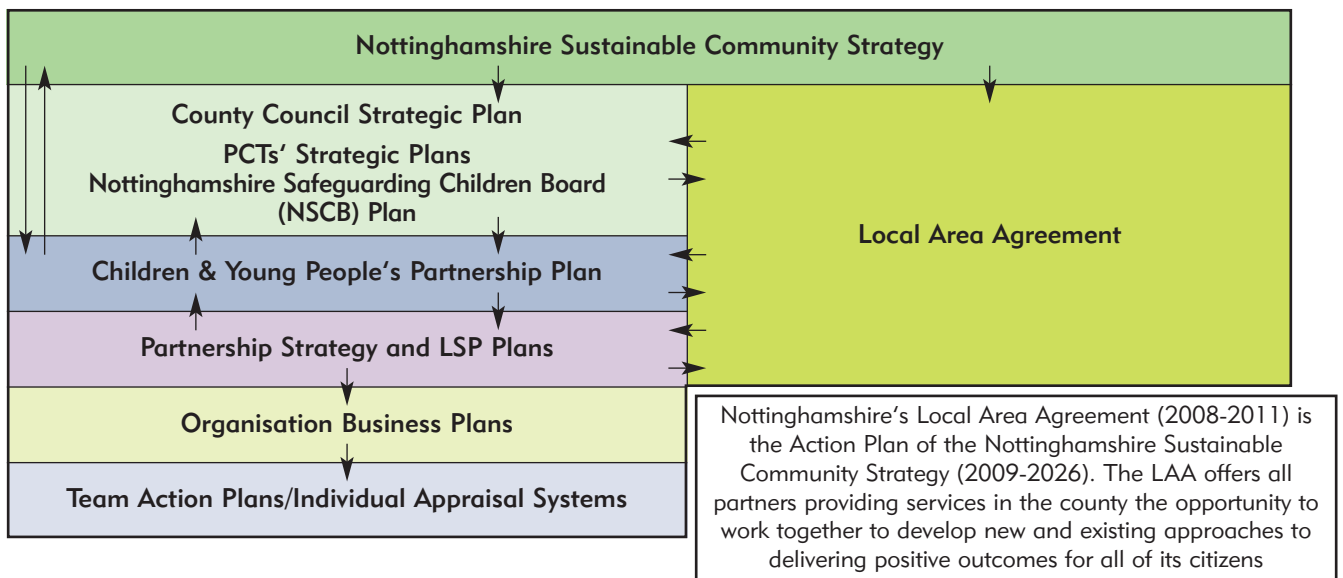 Nottinghamshire Sustainable Community Strategy
County Council Strategic Plan
PCTs' Strategic Plans
Nottinghamshire Safeguarding Children Board
(NSCB) Plan
Local Area Agreement
Children & Young People's Partnership Plan
Partnership Strategy and LSP Plans
Organisation Business Plans
Team Action Plans/Individual Appraisal Systems
Nottinghamshire's Local Area Agreement (2008-2011) is
the Action Plan of the Nottinghamshire Sustainable
Community Strategy (2009-2026). The LAA offers all
partners providing services in the county the opportunity to
work together to develop new and existing approaches to
delivering positive outcomes for all of its citizens